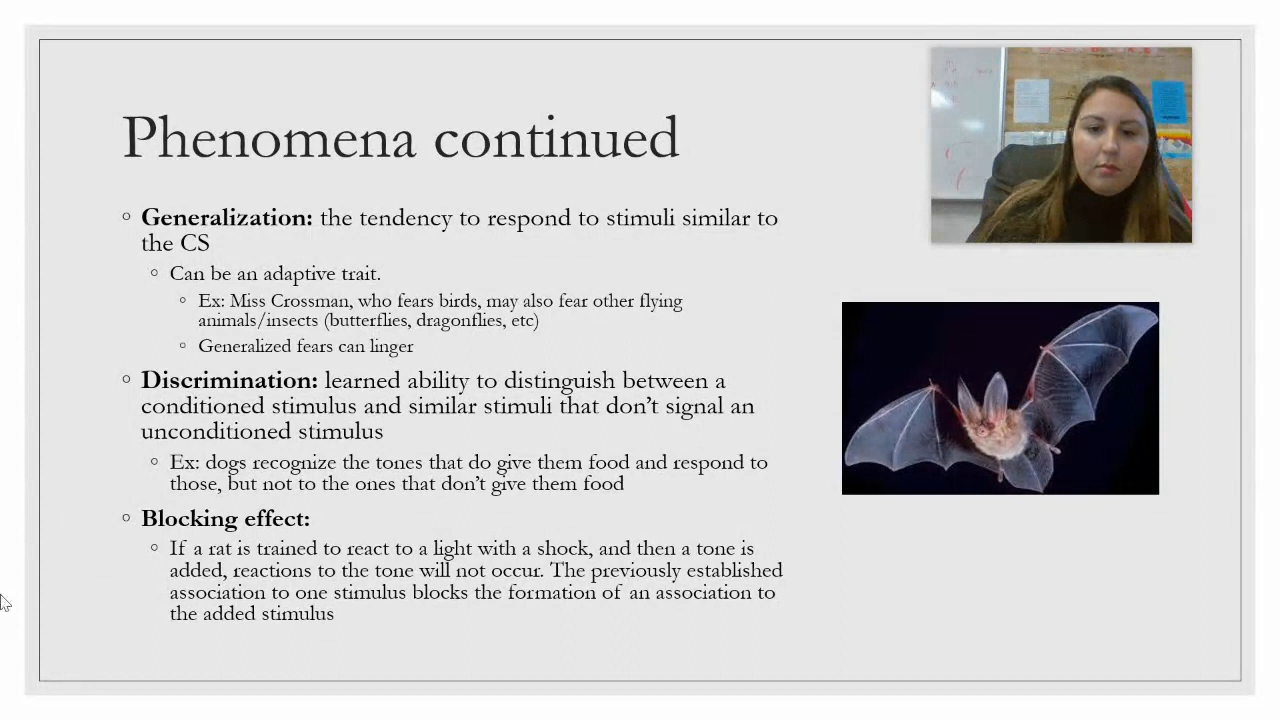 Phenomena continued
◦ Generalization: the tendency to respond to stimuli similar to
the CS
◦ Can be an adaptive trait.
◦ Ex: Miss Crossman, who fears birds, may also fear other flying
animals/insects (butterflies, dragonflies, etc)
◦ Generalized fears can linger
◦ Discrimination: learned ability to distinguish between a
conditioned stimulus and similar stimuli that don’t signal an
unconditioned stimulus
◦ Ex: dogs recognize the tones that do give them food and respond to
those, but not to the ones that don’t give them food
◦ Blocking effect:
◦ If a rat is trained to react to a light with a shock, and then a tone is
added, reactions to the tone will not occur. The previously established
association to one stimulus blocks the formation of an association to
the added stimulus